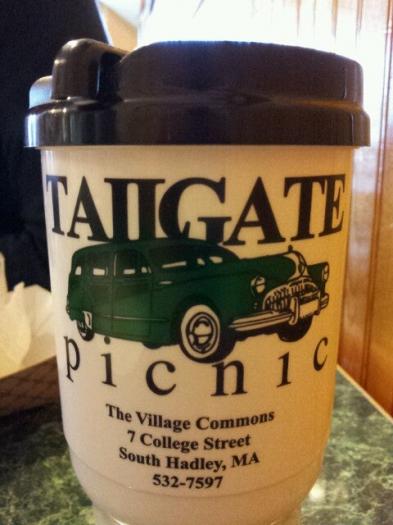 TAILGATE
picnic
The Village Commons
7 College Street
South Hadley, MA
532-7597